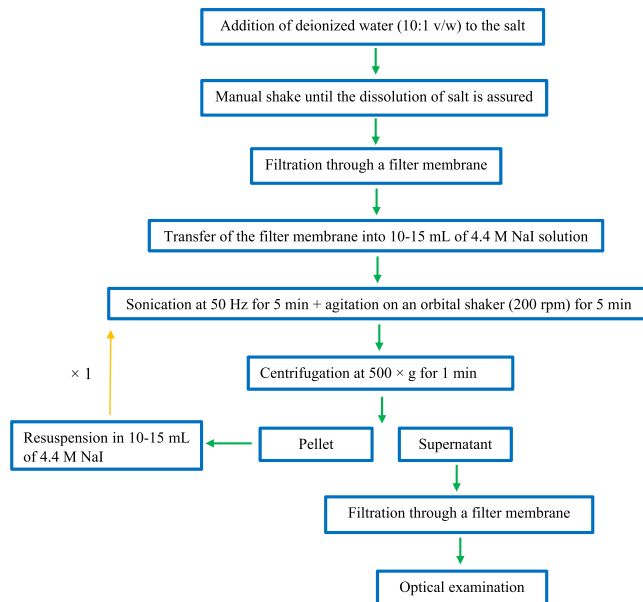 Addition of deionized water (10:1 v/w) to the salt
Manual shake until the dissolution of salt is assured
Filtration through a filter membrane
Transfer of the filter membrane into 10-15 mL of 4.4 M NaI solution
Sonication at 50 Hz for 5 min + agitation on an orbital shaker (200 rpm) for 5 min
× 1
Centrifugation at 500 × g for 1 min
Resuspension in 10-15 mL
of 4.4 M NaI
Pellet
Supernatant
Filtration through a filter membrane
Optical examination